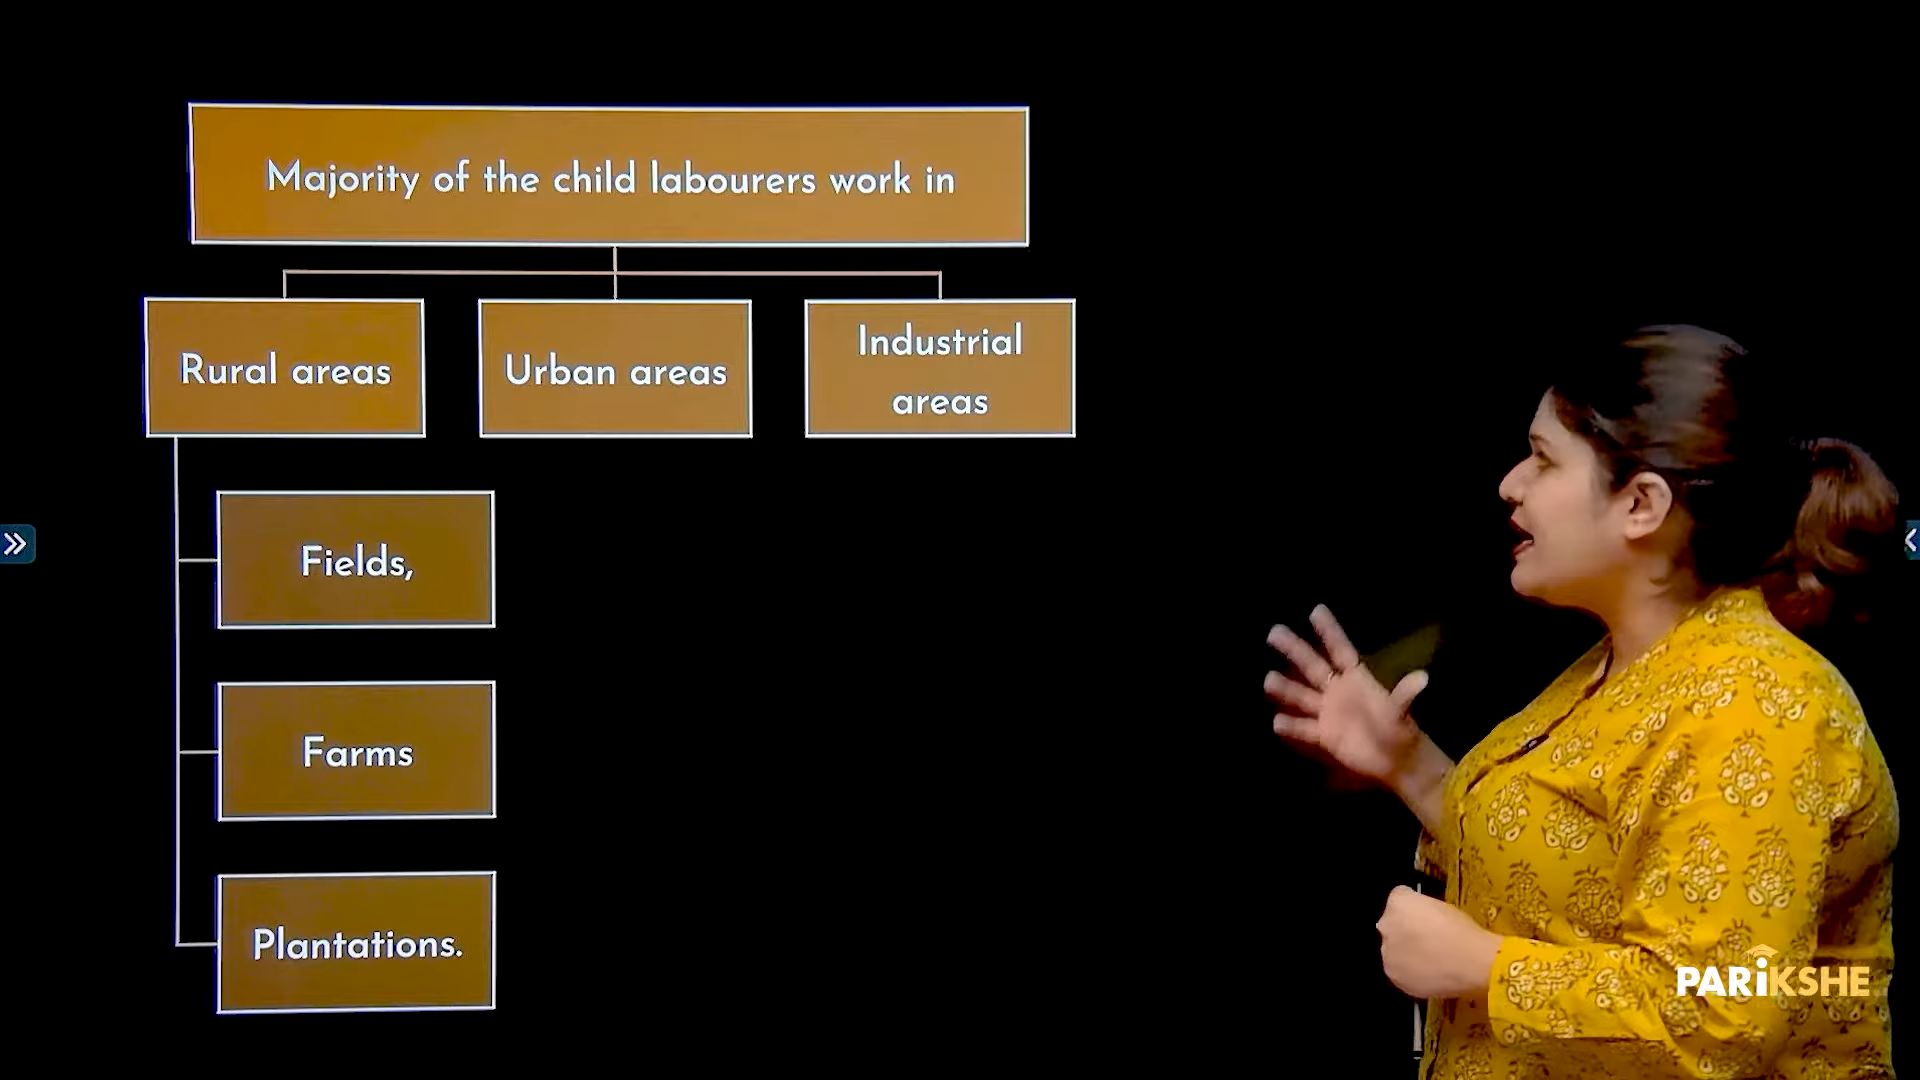 Majority of the child labourers work in
Rural areas
Urban areas
Industrial
areas
Fields,
Farms
Plantations.
PARiKSHE